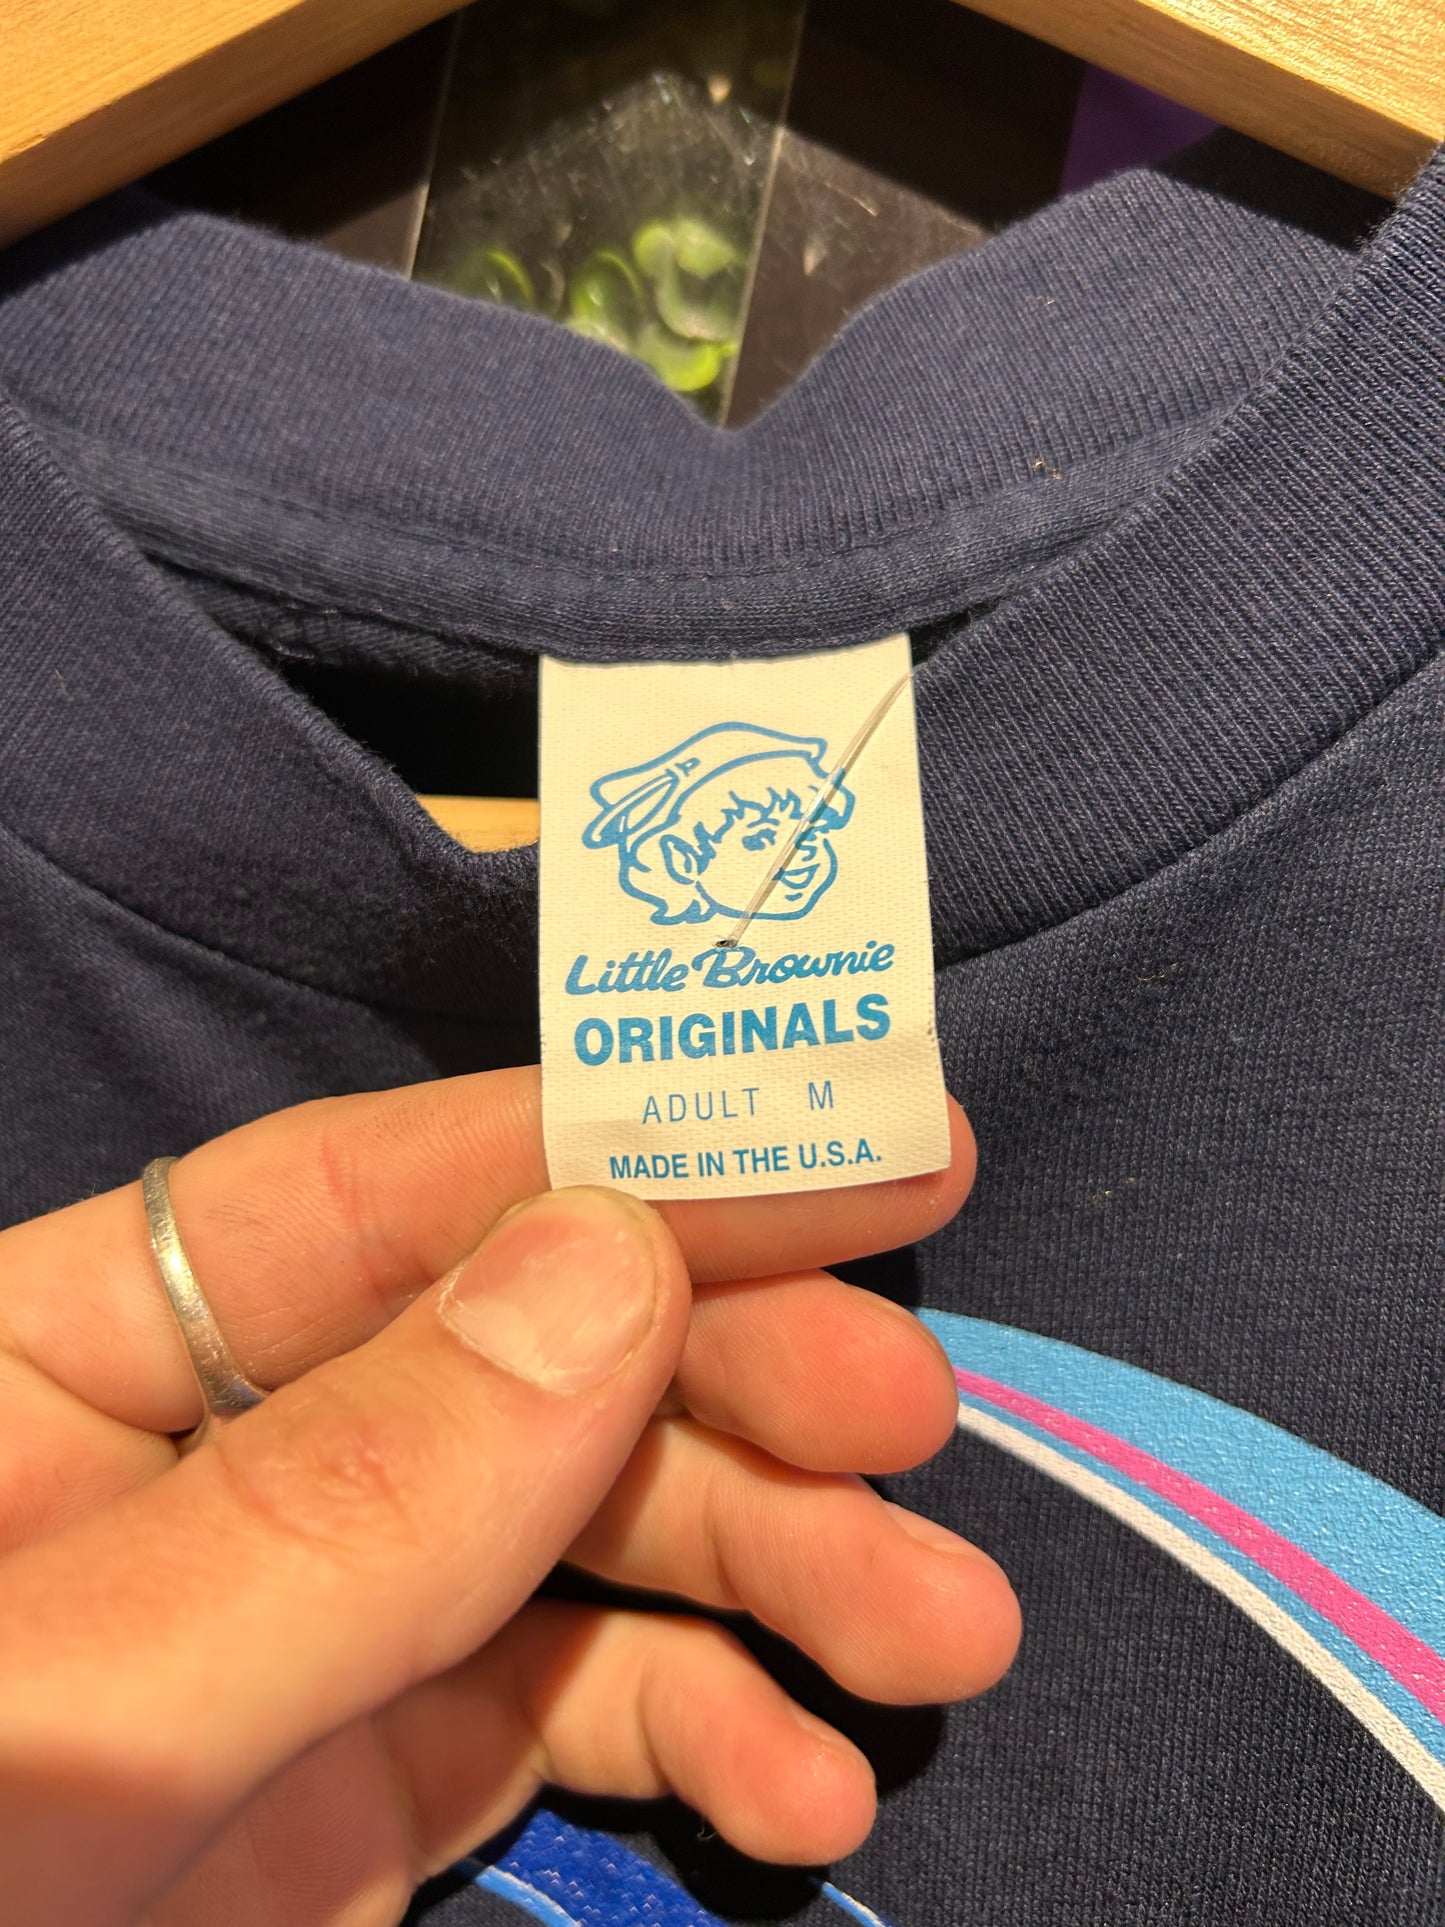 Little Brownie
ORIGINALS
ADULT M
MADE IN THE U.S.A.